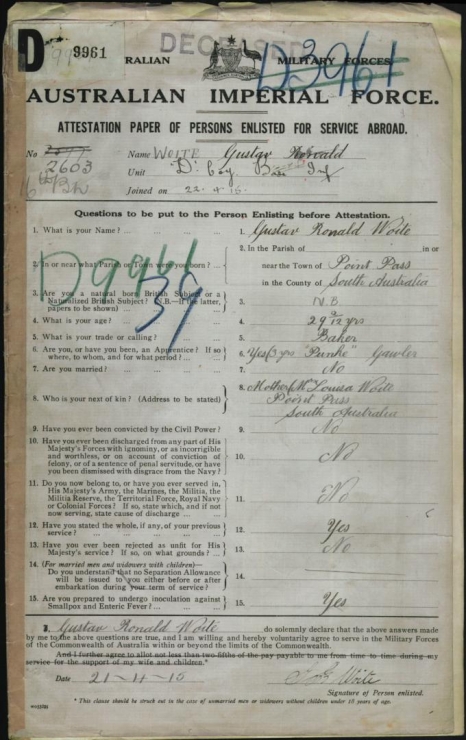 DECEASED
D 9961
RALIAN MILITARY FORCES
D3961
AUSTRALIAN IMPERIAL FORCE.
ATTESTATION PAPER OF PERSONS ENLISTED FOR SERVICE ABROAD.
No 2603
Name WOITE Gustav Ronald
Unit "D" Coy Base Inf
Joined on 22.4.15.
Questions to be put to the Person Enlisting before Attestation.
1. What is your Name? ... 1. Gustav Ronald Woite
2. In or near what Parish or Town were you born? ... 2. In the Parish of in or
near the Town of Point Pass
in the County of South Australia
3. Are you a natural born British Subject or a
Naturalized British Subject? (N.B.—If the latter,
papers to be shown) 3. N.B
4. What is your age? ... 4. 29 /12 yrs
5. What is your trade or calling? ... 5. Baker
6. Are you, or have you been, an Apprentice? If so
where, to whom, and for what period? ... 6. Yes (3 yrs Gawler
7. Are you married? ... 7. No
8. Who is your next of kin? (Address to be stated) 8. Mother Mrs Louisa Woite
Point Pass
South Australia
9. Have you ever been convicted by the Civil Power? 9. No
10. Have you ever been discharged from any part of His
Majesty's Forces with ignominy, or as incorrigible
and worthless, or on account of conviction of
felony, or of a sentence of penal servitude, or have
you been dismissed with disgrace from the Navy? 10. No
11. Do you now belong to, or have you ever served in,
His Majesty's Army, the Marines, the Militia, the
Militia Reserve, the Territorial Force, Royal Navy
or Colonial Forces? If so, state which, and if not
now serving, state cause of discharge ... 11. No
12. Have you stated the whole, if any, of your previous
service? ... 12. Yes
13. Have you ever been rejected as unfit for His
Majesty's service? If so, on what grounds? ... 13. No
14. (For married men and widowers with children)—
Do you understand that no Separation Allowance
will be issued to you either before or after
embarkation during your term of service? 14.
15. Are you prepared to undergo inoculation against
Smallpox and Enteric Fever? ... 15. Yes
I, Gustav Ronald Woite do solemnly declare that the above answers made
by me to the above questions are true, and I am willing and hereby voluntarily agree to serve in the Military Forces
of the Commonwealth of Australia within or beyond the limits of the Commonwealth.
And I further agree to allot not less than two-fifths of the pay payable to me from time to time during my
service for the support of my wife and children.*
Date 21-4-15 Woite
Signature of Person enlisted.
* This clause should be struck out in the case of unmarried men or widowers without children under 18 years of age.